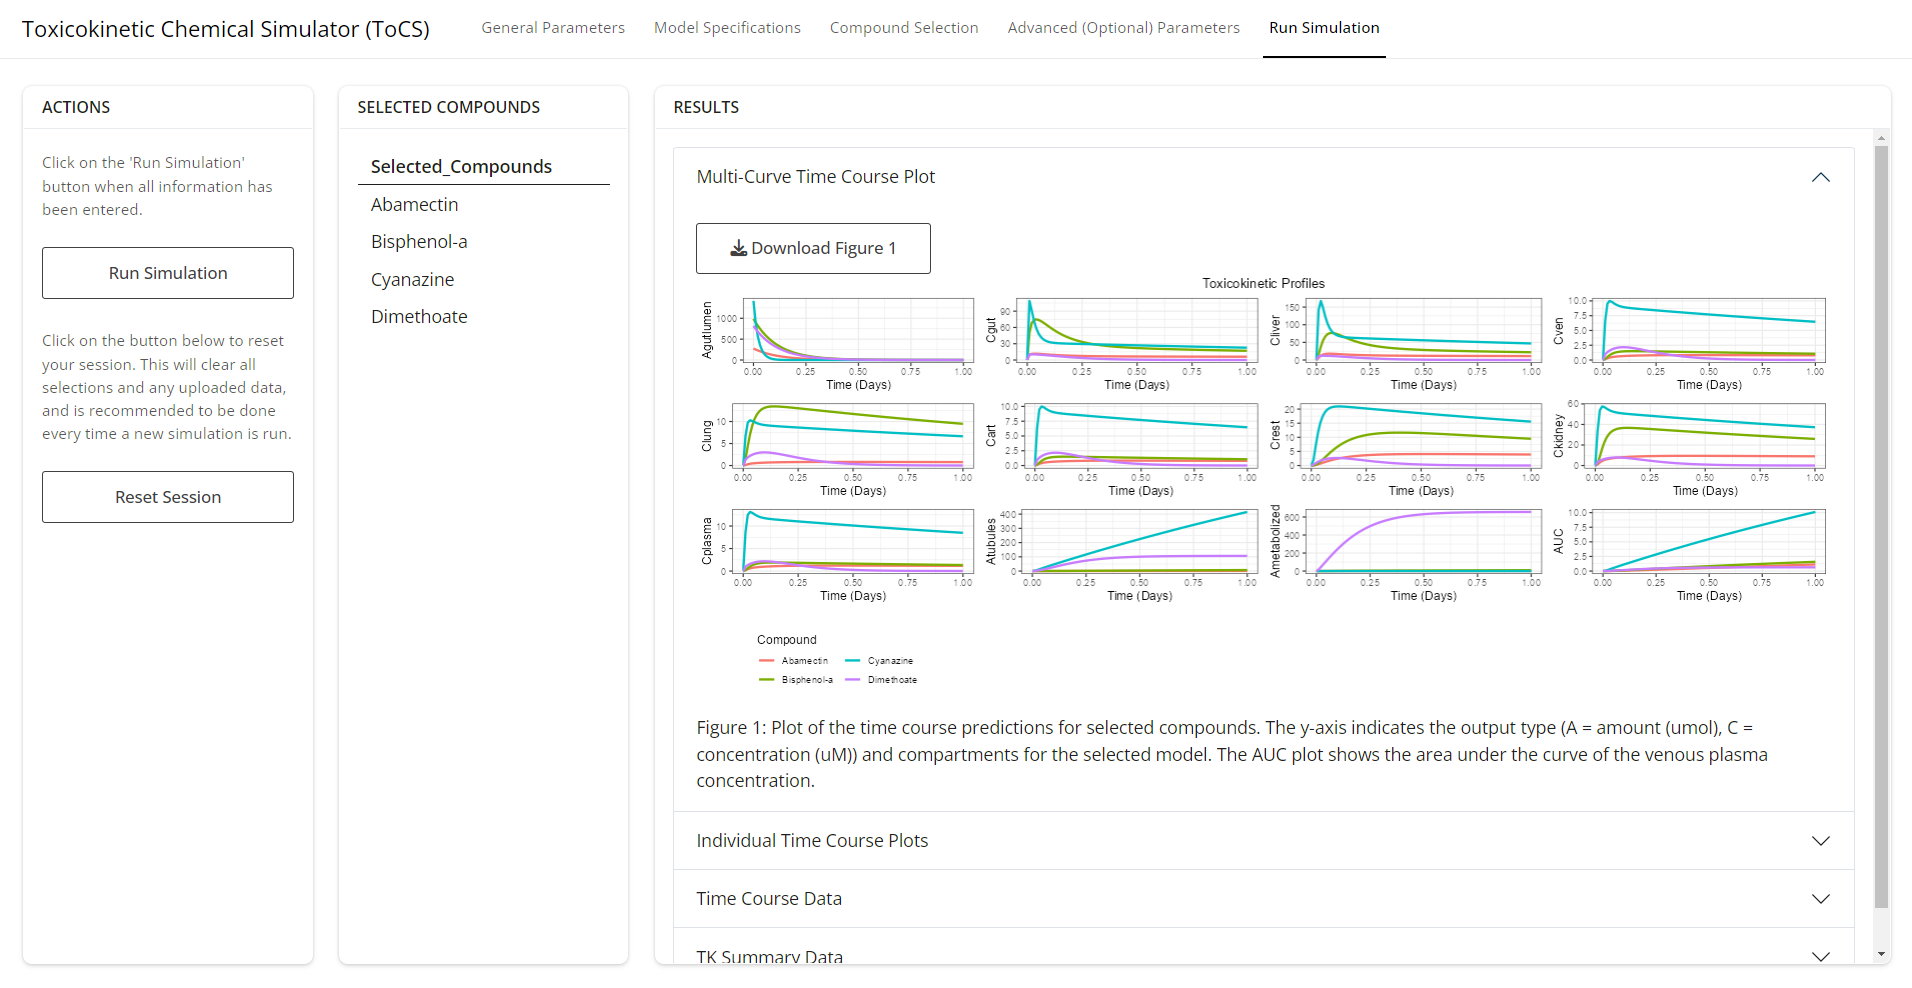 Toxicokinetic Chemical Simulator (ToCS)
General Parameters
Model Specifications
Compound Selection
Advanced (Optional) Parameters
Run Simulation
ACTIONS
Click on the 'Run Simulation'
button when all information has
been entered.
Run Simulation
Click on the button below to reset
your session. This will clear all
selections and any uploaded data,
and is recommended to be done
every time a new simulation is run.
Reset Session
SELECTED COMPOUNDS
Selected_Compounds
Abamectin
Bisphenol-a
Cyanazine
Dimethoate
RESULTS
Multi-Curve Time Course Plot
Download Figure 1
Toxicokinetic Profiles
Agutlumen
1000
500
0
0.00 0.25 0.50 0.75 1.00
Time (Days)
Cgut
90
60
30
0
0.00 0.25 0.50 0.75 1.00
Time (Days)
Cliver
150
100
50
0
0.00 0.25 0.50 0.75 1.00
Time (Days)
Cven
10.0
7.5
5.0
2.5
0.0
0.00 0.25 0.50 0.75 1.00
Time (Days)
Clung
10
5
0
0.00 0.25 0.50 0.75 1.00
Time (Days)
Cart
10.0
7.5
5.0
2.5
0.0
0.00 0.25 0.50 0.75 1.00
Time (Days)
Crest
20
15
10
5
0
0.00 0.25 0.50 0.75 1.00
Time (Days)
Ckidney
60
40
20
0
0.00 0.25 0.50 0.75 1.00
Time (Days)
Cplasma
10
5
0
0.00 0.25 0.50 0.75 1.00
Time (Days)
Atubules
400
300
200
100
0
0.00 0.25 0.50 0.75 1.00
Time (Days)
Ametabolized
600
400
200
0
0.00 0.25 0.50 0.75 1.00
Time (Days)
AUC
10.0
7.5
5.0
2.5
0.0
0.00 0.25 0.50 0.75 1.00
Time (Days)
Compound
Abamectin Cyanazine
Bisphenol-a Dimethoate
Figure 1: Plot of the time course predictions for selected compounds. The y-axis indicates the output type (A = amount (umol), C =
concentration (uM)) and compartments for the selected model. The AUC plot shows the area under the curve of the venous plasma
concentration.
Individual Time Course Plots
Time Course Data
TK Summary Data